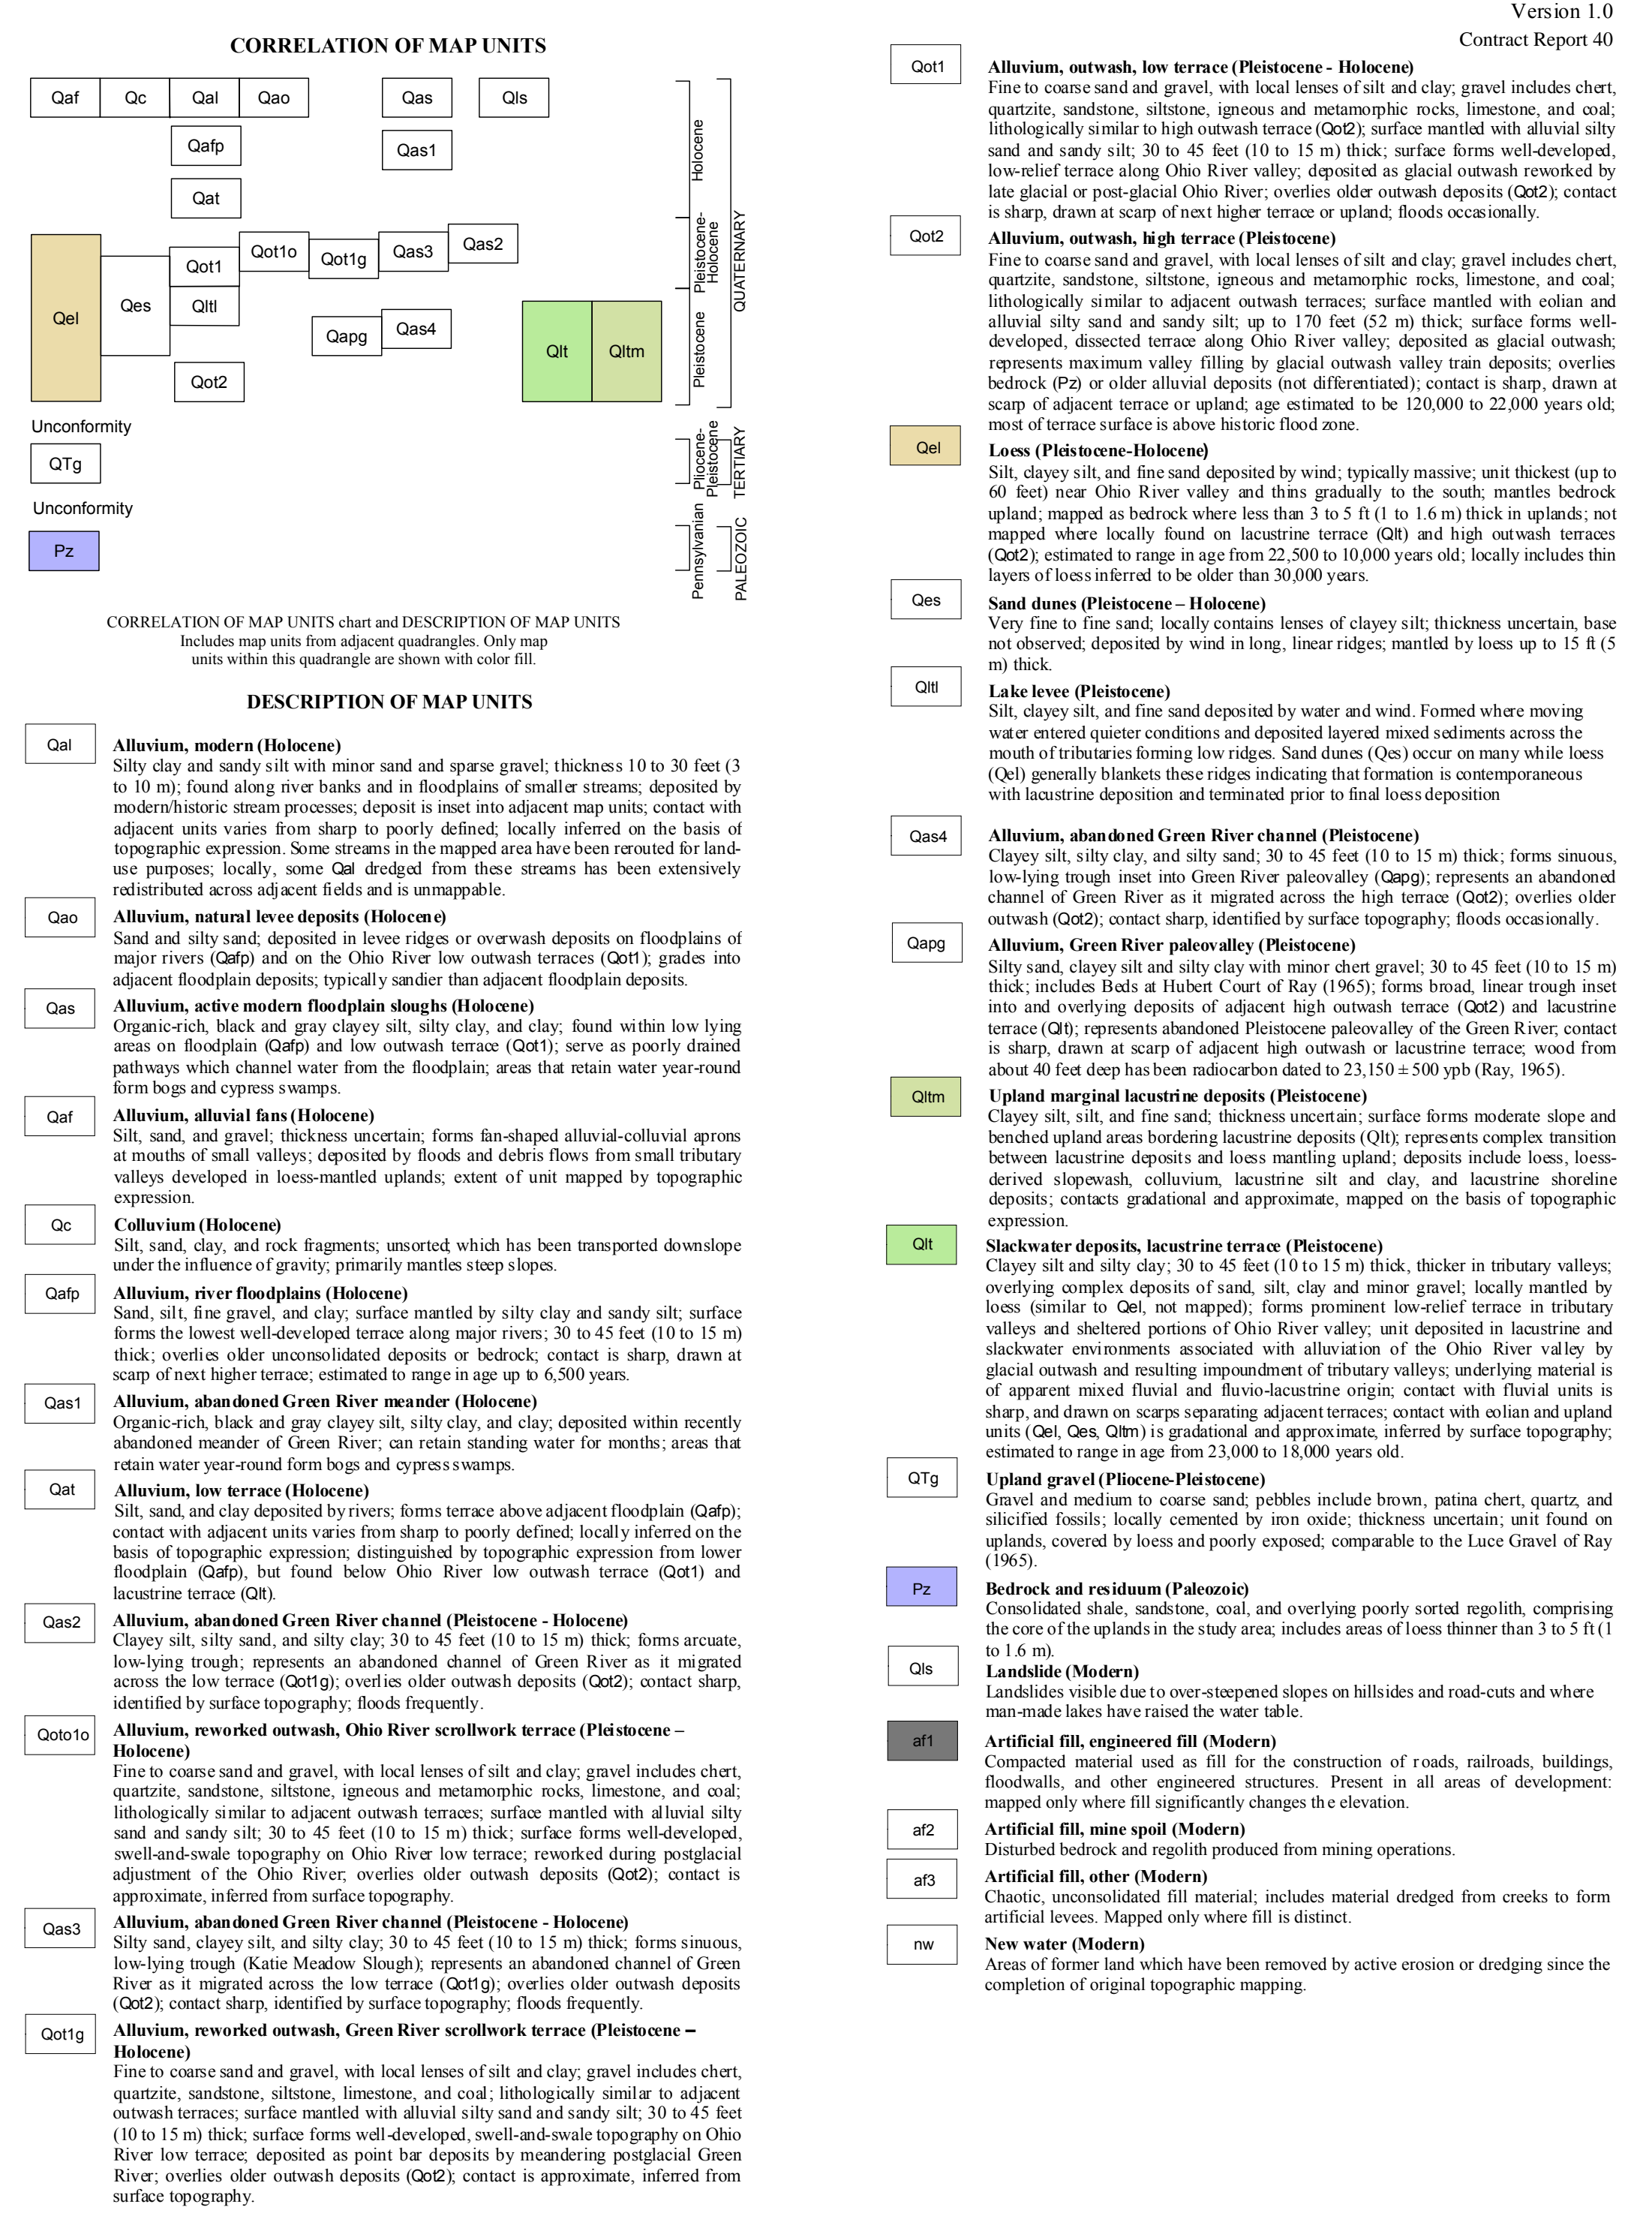 Version 1.0
Contract Report 40
CORRELATION OF MAP UNITS
Qaf
Qc
Qal
Qao
Qas
Qls
Qafp
Qas1
Qat
Qot1
Qot1o
Qot1g
Qas3
Qas2
Qel
Qes
Qltl
Qapg
Qas4
Qlt
Qltm
Qot2
Holocene
Pleistocene-
Holocene
Pleistocene
QUATERNARY
Unconformity
QTg
Pliocene-
Pleistocene
TERTIARY
Unconformity
Pz
Pennsylvanian
PALEOZOIC
CORRELATION OF MAP UNITS chart and DESCRIPTION OF MAP UNITS
Includes map units from adjacent quadrangles. Only map
units within this quadrangle are shown with color fill.
DESCRIPTION OF MAP UNITS
Qal
Alluvium, modern (Holocene)
Silty clay and sandy silt with minor sand and sparse gravel; thickness 10 to 30 feet (3
to 10 m); found along river banks and in floodplains of smaller streams; deposited by
modern/historic stream processes; deposit is inset into adjacent map units; contact with
adjacent units varies from sharp to poorly defined; locally inferred on the basis of
topographic expression. Some streams in the mapped area have been rerouted for land-
use purposes; locally, some Qal dredged from these streams has been extensively
redistributed across adjacent fields and is unmappable.
Qao
Alluvium, natural levee deposits (Holocene)
Sand and silty sand; deposited in levee ridges or overwash deposits on floodplains of
major rivers (Qafp) and on the Ohio River low outwash terraces (Qot1); grades into
adjacent floodplain deposits; typically sandier than adjacent floodplain deposits.
Qas
Alluvium, active modern floodplain sloughs (Holocene)
Organic-rich, black and gray clayey silt, silty clay, and clay; found within low lying
areas on floodplain (Qafp) and low outwash terrace (Qot1); serve as poorly drained
pathways which channel water from the floodplain; areas that retain water year-round
form bogs and cypress swamps.
Qaf
Alluvium, alluvial fans (Holocene)
Silt, sand, and gravel; thickness uncertain; forms fan-shaped alluvial-colluvial aprons
at mouths of small valleys; deposited by floods and debris flows from small tributary
valleys developed in loess-mantled uplands; extent of unit mapped by topographic
expression.
Qc
Colluvium (Holocene)
Silt, sand, clay, and rock fragments; unsorted; which has been transported downslope
under the influence of gravity; primarily mantles steep slopes.
Qafp
Alluvium, river floodplains (Holocene)
Sand, silt, fine gravel, and clay; surface mantled by silty clay and sandy silt; surface
forms the lowest well-developed terrace along major rivers; 30 to 45 feet (10 to 15 m)
thick; overlies older unconsolidated deposits or bedrock; contact is sharp, drawn at
scarp of next higher terrace; estimated to range in age up to 6,500 years.
Qas1
Alluvium, abandoned Green River meander (Holocene)
Organic-rich, black and gray clayey silt, silty clay, and clay; deposited within recently
abandoned meander of Green River; can retain standing water for months; areas that
retain water year-round form bogs and cypress swamps.
Qat
Alluvium, low terrace (Holocene)
Silt, sand, and clay deposited by rivers; forms terrace above adjacent floodplain (Qafp);
contact with adjacent units varies from sharp to poorly defined; locally inferred on the
basis of topographic expression; distinguished by topographic expression from lower
floodplain (Qafp), but found below Ohio River low outwash terrace (Qot1) and
lacustrine terrace (Qlt).
Qas2
Alluvium, abandoned Green River channel (Pleistocene - Holocene)
Clayey silt, silty sand, and silty clay; 30 to 45 feet (10 to 15 m) thick; forms arcuate,
low-lying trough; represents an abandoned channel of Green River as it migrated
across the low terrace (Qot1g); overlies older outwash deposits (Qot2); contact sharp,
identified by surface topography; floods frequently.
Qoto1o
Alluvium, reworked outwash, Ohio River scrollwork terrace (Pleistocene –
Holocene)
Fine to coarse sand and gravel, with local lenses of silt and clay; gravel includes chert,
quartzite, sandstone, siltstone, igneous and metamorphic rocks, limestone, and coal;
lithologically similar to adjacent outwash terraces; surface mantled with alluvial silty
sand and sandy silt; 30 to 45 feet (10 to 15 m) thick; surface forms well-developed,
swell-and-swale topography on Ohio River low terrace; reworked during postglacial
adjustment of the Ohio River; overlies older outwash deposits (Qot2); contact is
approximate, inferred from surface topography.
Qas3
Alluvium, abandoned Green River channel (Pleistocene - Holocene)
Silty sand, clayey silt, and silty clay; 30 to 45 feet (10 to 15 m) thick; forms sinuous,
low-lying trough (Katie Meadow Slough); represents an abandoned channel of Green
River as it migrated across the low terrace (Qot1g); overlies older outwash deposits
(Qot2); contact sharp, identified by surface topography; floods frequently.
Qot1g
Alluvium, reworked outwash, Green River scrollwork terrace (Pleistocene –
Holocene)
Fine to coarse sand and gravel, with local lenses of silt and clay; gravel includes chert,
quartzite, sandstone, siltstone, limestone, and coal; lithologically similar to adjacent
outwash terraces; surface mantled with alluvial silty sand and sandy silt; 30 to 45 feet
(10 to 15 m) thick; surface forms well-developed, swell-and-swale topography on Ohio
River low terrace; deposited as point bar deposits by meandering postglacial Green
River; overlies older outwash deposits (Qot2); contact is approximate, inferred from
surface topography.
Qot1
Alluvium, outwash, low terrace (Pleistocene - Holocene)
Fine to coarse sand and gravel, with local lenses of silt and clay; gravel includes chert,
quartzite, sandstone, siltstone, igneous and metamorphic rocks, limestone, and coal;
lithologically similar to high outwash terrace (Qot2); surface mantled with alluvial silty
sand and sandy silt; 30 to 45 feet (10 to 15 m) thick; surface forms well-developed,
low-relief terrace along Ohio River valley; deposited as glacial outwash reworked by
late glacial or post-glacial Ohio River; overlies older outwash deposits (Qot2); contact
is sharp, drawn at scarp of next higher terrace or upland; floods occasionally.
Qot2
Alluvium, outwash, high terrace (Pleistocene)
Fine to coarse sand and gravel, with local lenses of silt and clay; gravel includes chert,
quartzite, sandstone, siltstone, igneous and metamorphic rocks, limestone, and coal;
lithologically similar to adjacent outwash terraces; surface mantled with eolian and
alluvial silty sand and sandy silt; up to 170 feet (52 m) thick; surface forms well-
developed, dissected terrace along Ohio River valley; deposited as glacial outwash;
represents maximum valley filling by glacial outwash valley train deposits; overlies
bedrock (Pz) or older alluvial deposits (not differentiated); contact is sharp, drawn at
scarp of adjacent terrace or upland; age estimated to be 120,000 to 22,000 years old;
most of terrace surface is above historic flood zone.
Qel
Loess (Pleistocene-Holocene)
Silt, clayey silt, and fine sand deposited by wind; typically massive; unit thickest (up to
60 feet) near Ohio River valley and thins gradually to the south; mantles bedrock
upland; mapped as bedrock where less than 3 to 5 ft (1 to 1.6 m) thick in uplands; not
mapped where locally found on lacustrine terrace (Qlt) and high outwash terraces
(Qot2); estimated to range in age from 22,500 to 10,000 years old; locally includes thin
layers of loess inferred to be older than 30,000 years.
Qes
Sand dunes (Pleistocene – Holocene)
Very fine to fine sand; locally contains lenses of clayey silt; thickness uncertain, base
not observed; deposited by wind in long, linear ridges; mantled by loess up to 15 ft (5
m) thick.
Qltl
Lake levee (Pleistocene)
Silt, clayey silt, and fine sand deposited by water and wind. Formed where moving
water entered quieter conditions and deposited layered mixed sediments across the
mouth of tributaries forming low ridges. Sand dunes (Qes) occur on many while loess
(Qel) generally blankets these ridges indicating that formation is contemporaneous
with lacustrine deposition and terminated prior to final loess deposition
Qas4
Alluvium, abandoned Green River channel (Pleistocene)
Clayey silt, silty clay, and silty sand; 30 to 45 feet (10 to 15 m) thick; forms sinuous,
low-lying trough inset into Green River paleovalley (Qapg); represents an abandoned
channel of Green River as it migrated across the high terrace (Qot2); overlies older
outwash (Qot2); contact sharp, identified by surface topography; floods occasionally.
Qapg
Alluvium, Green River paleovalley (Pleistocene)
Silty sand, clayey silt and silty clay with minor chert gravel; 30 to 45 feet (10 to 15 m)
thick; includes Beds at Hubert Court of Ray (1965); forms broad, linear trough inset
into and overlying deposits of adjacent high outwash terrace (Qot2) and lacustrine
terrace (Qlt); represents abandoned Pleistocene paleovalley of the Green River; contact
is sharp, drawn at scarp of adjacent high outwash or lacustrine terrace; wood from
about 40 feet deep has been radiocarbon dated to 23,150 ± 500 ypb (Ray, 1965).
Qltm
Upland marginal lacustrine deposits (Pleistocene)
Clayey silt, silt, and fine sand; thickness uncertain; surface forms moderate slope and
benched upland areas bordering lacustrine deposits (Qlt); represents complex transition
between lacustrine deposits and loess mantling upland; deposits include loess, loess-
derived slopewash, colluvium, lacustrine silt and clay, and lacustrine shoreline
deposits; contacts gradational and approximate, mapped on the basis of topographic
expression.
Qlt
Slackwater deposits, lacustrine terrace (Pleistocene)
Clayey silt and silty clay; 30 to 45 feet (10 to 15 m) thick, thicker in tributary valleys;
overlying complex deposits of sand, silt, clay and minor gravel; locally mantled by
loess (similar to Qel, not mapped); forms prominent low-relief terrace in tributary
valleys and sheltered portions of Ohio River valley; unit deposited in lacustrine and
slackwater environments associated with alluviation of the Ohio River valley by
glacial outwash and resulting impoundment of tributary valleys; underlying material is
of apparent mixed fluvial and fluvio-lacustrine origin; contact with fluvial units is
sharp, and drawn on scarps separating adjacent terraces; contact with eolian and upland
units (Qel, Qes, Qltm) is gradational and approximate, inferred by surface topography;
estimated to range in age from 23,000 to 18,000 years old.
QTg
Upland gravel (Pliocene-Pleistocene)
Gravel and medium to coarse sand; pebbles include brown, patina chert, quartz, and
silicified fossils; locally cemented by iron oxide; thickness uncertain; unit found on
uplands, covered by loess and poorly exposed; comparable to the Luce Gravel of Ray
(1965).
Pz
Bedrock and residuum (Paleozoic)
Consolidated shale, sandstone, coal, and overlying poorly sorted regolith, comprising
the core of the uplands in the study area; includes areas of loess thinner than 3 to 5 ft (1
to 1.6 m).
Qls
Landslide (Modern)
Landslides visible due to over-steepened slopes on hillsides and road-cuts and where
man-made lakes have raised the water table.
af1
Artificial fill, engineered fill (Modern)
Compacted material used as fill for the construction of roads, railroads, buildings,
floodwalls, and other engineered structures. Present in all areas of development:
mapped only where fill significantly changes the elevation.
af2
Artificial fill, mine spoil (Modern)
Disturbed bedrock and regolith produced from mining operations.
af3
Artificial fill, other (Modern)
Chaotic, unconsolidated fill material; includes material dredged from creeks to form
artificial levees. Mapped only where fill is distinct.
nw
New water (Modern)
Areas of former land which have been removed by active erosion or dredging since the
completion of original topographic mapping.